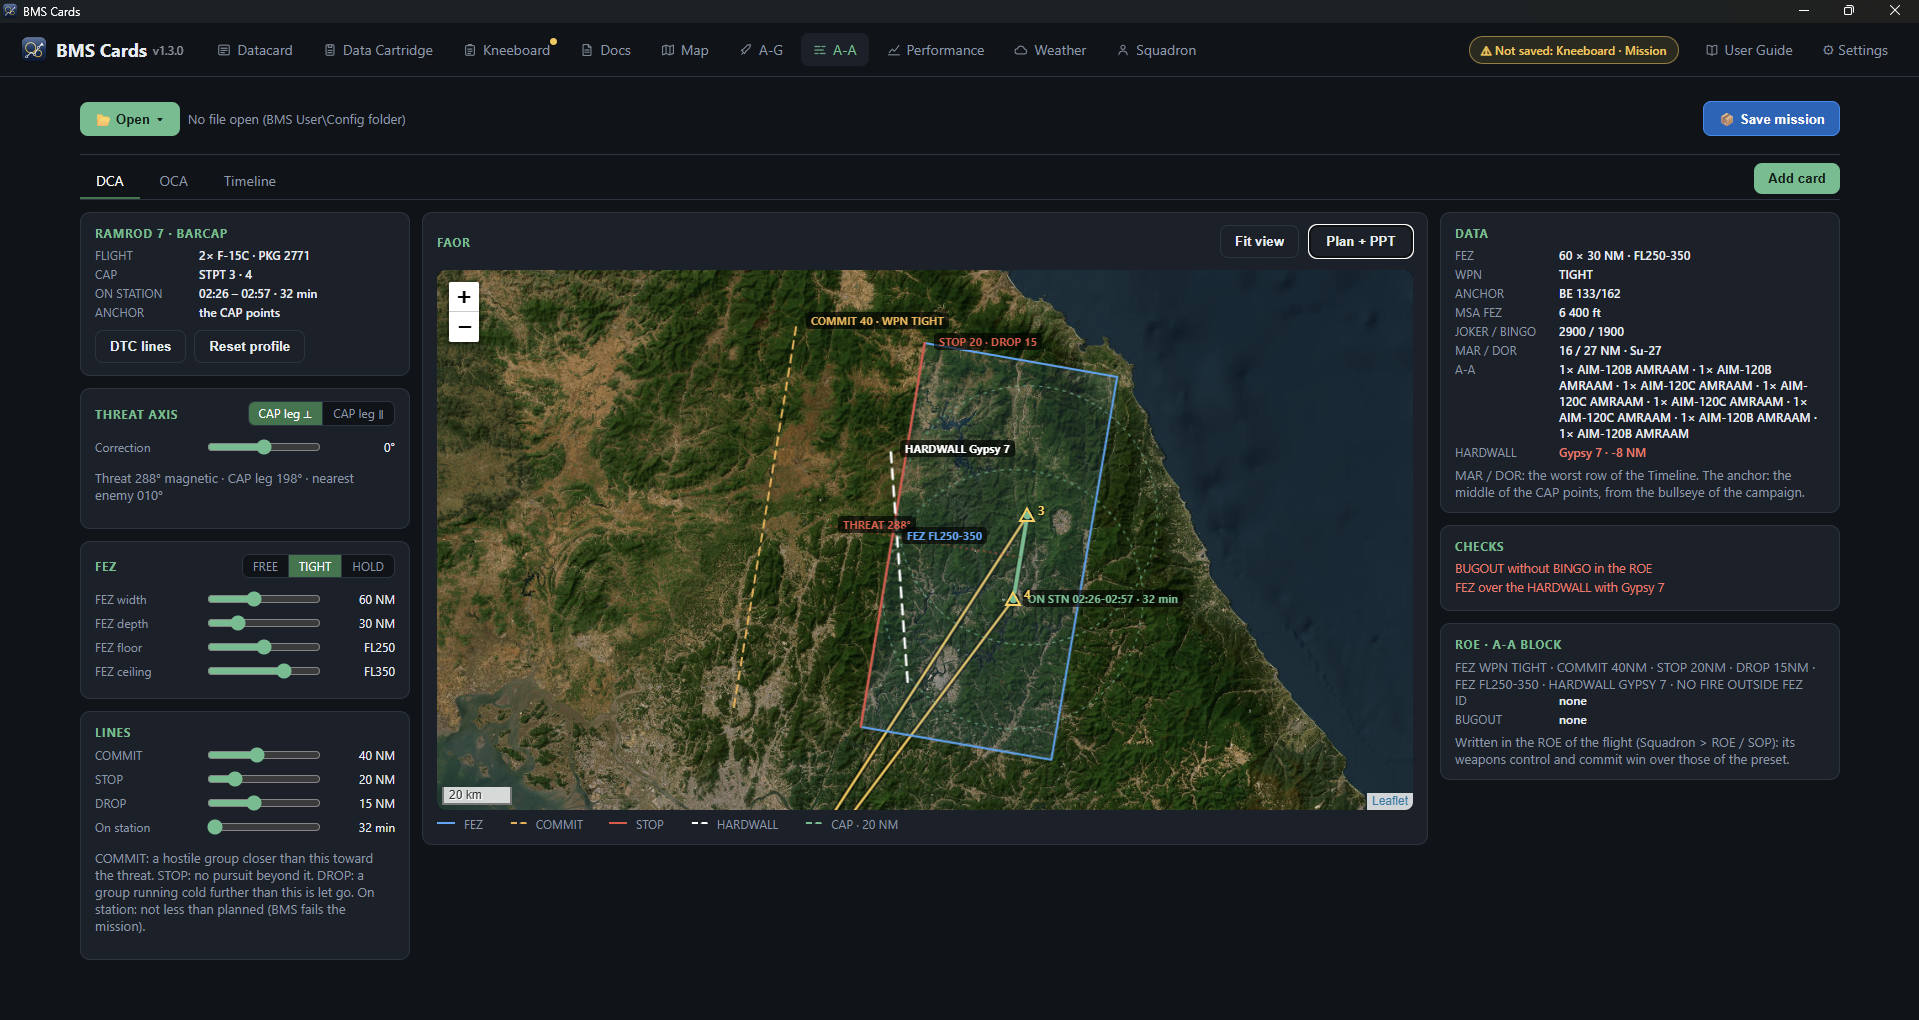 BMS Cards
BMS Cards v1.3.0
Datacard
Data Cartridge
Kneeboard
Docs
Map
A-G
A-A
Performance
Weather
Squadron
Not saved: Kneeboard · Mission
User Guide
Settings
Open
No file open (BMS User\Config folder)
Save mission
DCA
OCA
Timeline
Add card
RAMROD 7 · BARCAP
FLIGHT 2× F-15C · PKG 2771
CAP STPT 3 · 4
ON STATION 02:26 – 02:57 · 32 min
ANCHOR the CAP points
DTC lines
Reset profile
THREAT AXIS
CAP leg ⊥
CAP leg ∥
Correction 0°
Threat 288° magnetic · CAP leg 198° · nearest
enemy 010°
FEZ
FREE
TIGHT
HOLD
FEZ width 60 NM
FEZ depth 30 NM
FEZ floor FL250
FEZ ceiling FL350
LINES
COMMIT 40 NM
STOP 20 NM
DROP 15 NM
On station 32 min
COMMIT: a hostile group closer than this toward
the threat. STOP: no pursuit beyond it. DROP: a
group running cold further than this is let go. On
station: not less than planned (BMS fails the
mission).
FAOR
Fit view
Plan + PPT
+
−
COMMIT 40 · WPN TIGHT
STOP 20 · DROP 15
HARDWALL Gypsy 7
3
THREAT 288°
FEZ FL250-350
4
ON STN 02:26-02:57 · 32 min
20 km
Leaflet
FEZ
COMMIT
STOP
HARDWALL
CAP · 20 NM
DATA
FEZ 60 × 30 NM · FL250-350
WPN TIGHT
ANCHOR BE 133/162
MSA FEZ 6 400 ft
JOKER / BINGO 2900 / 1900
MAR / DOR 16 / 27 NM · Su-27
A-A 1× AIM-120B AMRAAM · 1× AIM-120B
AMRAAM · 1× AIM-120C AMRAAM · 1× AIM-
120C AMRAAM · 1× AIM-120C AMRAAM · 1×
AIM-120C AMRAAM · 1× AIM-120B AMRAAM ·
1× AIM-120B AMRAAM
HARDWALL Gypsy 7 · -8 NM
MAR / DOR: the worst row of the Timeline. The anchor: the
middle of the CAP points, from the bullseye of the campaign.
CHECKS
BUGOUT without BINGO in the ROE
FEZ over the HARDWALL with Gypsy 7
ROE · A-A BLOCK
FEZ WPN TIGHT · COMMIT 40NM · STOP 20NM · DROP 15NM ·
FEZ FL250-350 · HARDWALL GYPSY 7 · NO FIRE OUTSIDE FEZ
ID none
BUGOUT none
Written in the ROE of the flight (Squadron > ROE / SOP): its
weapons control and commit win over those of the preset.